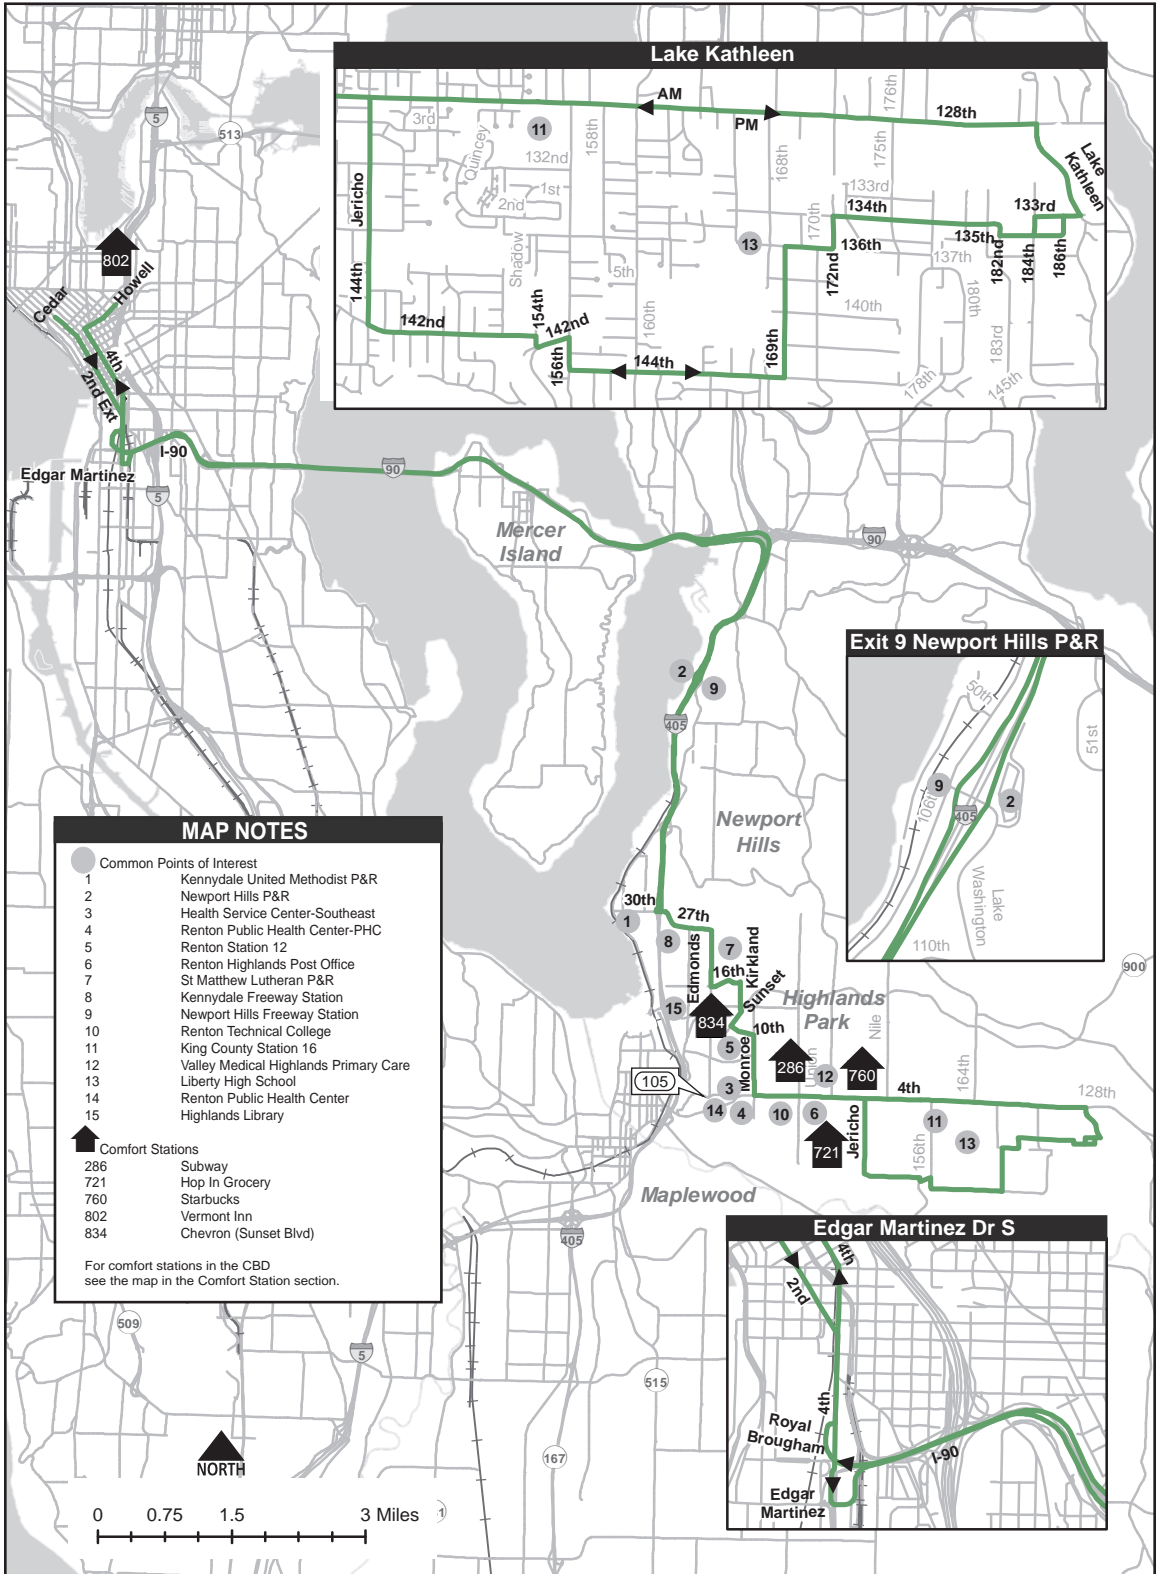 Lake Kathleen
AM
PM
128th
176th
175th
3rd
11
132nd
158th
168th
Quincey
1st
2nd
133rd
134th
133rd
Lake
Kathleen
Jericho
144th
Shadow
5th
13
170th
172nd
136th
135th
137th
182nd
184th
186th
154th
142nd
142nd
156th
160th
144th
169th
140th
180th
183rd
178th
145th
5
513
802
Cedar
Howell
4th
2nd Ext
I-90
Edgar Martinez
5
90
90
Mercer
Island
2
9
405
Exit 9 Newport Hills P&R
50th
51st
9
106th
405
2
Lake
Washington
110th
Newport
Hills
30th
27th
1
8
7
Edmonds
16th
Kirkland
Sunset
15
834
10th
Highlands
Park
Nile
900
5
Monroe
286
Union
12
760
105
3
14
4
10
6
4th
164th
128th
11
13
721
Jericho
156th
Maplewood
405
MAP NOTES
Common Points of Interest
1 Kennydale United Methodist P&R
2 Newport Hills P&R
3 Health Service Center-Southeast
4 Renton Public Health Center-PHC
5 Renton Station 12
6 Renton Highlands Post Office
7 St Matthew Lutheran P&R
8 Kennydale Freeway Station
9 Newport Hills Freeway Station
10 Renton Technical College
11 King County Station 16
12 Valley Medical Highlands Primary Care
13 Liberty High School
14 Renton Public Health Center
15 Highlands Library
Comfort Stations
286 Subway
721 Hop In Grocery
760 Starbucks
802 Vermont Inn
834 Chevron (Sunset Blvd)
For comfort stations in the CBD
see the map in the Comfort Station section.
509
5
515
167
Edgar Martinez Dr S
4th
2nd
4th
Royal
Brougham
I-90
Edgar
Martinez
NORTH
0 0.75 1.5 3 Miles